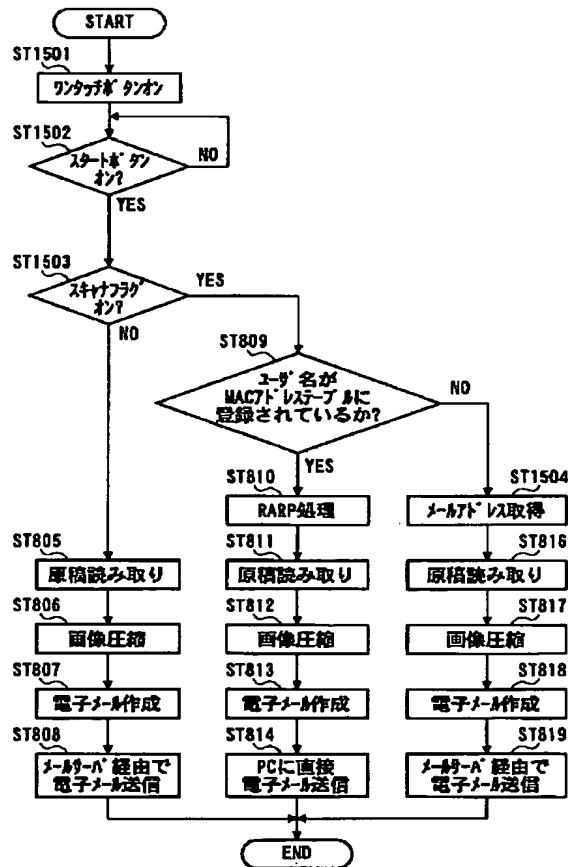 START
ST1501
ワンタッチボタンオン
ST1502
スタートボタン
オン?
NO
YES
ST1503
スキャナフラグ
オン?
YES
NO
ST809
ユーザ名が
MACアドレステーブルに
登録されているか?
NO
YES
ST810
RARP処理
ST1504
メールアドレス取得
ST805
原稿読み取り
ST811
原稿読み取り
ST816
原稿読み取り
ST806
画像圧縮
ST812
画像圧縮
ST817
画像圧縮
ST807
電子メール作成
ST813
電子メール作成
ST818
電子メール作成
ST808
メールサーバ経由で
電子メール送信
ST814
PCに直接
電子メール送信
ST819
メールサーバ経由で
電子メール送信
END